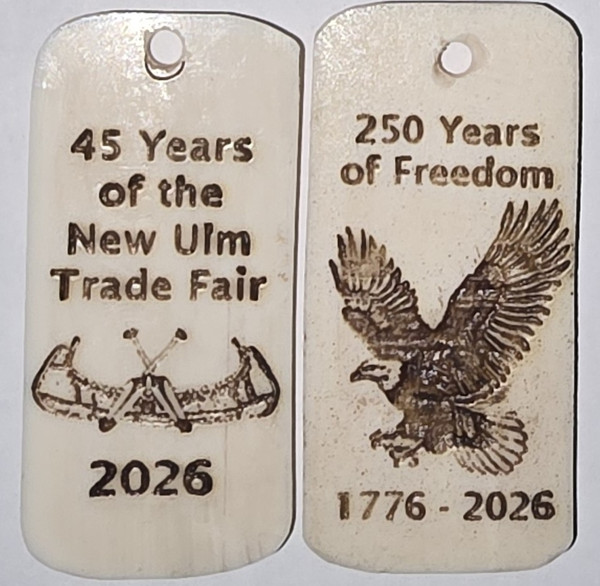 45 Years
of the
New Ulm
Trade Fair
2026
250 Years
of Freedom
1776 - 2026